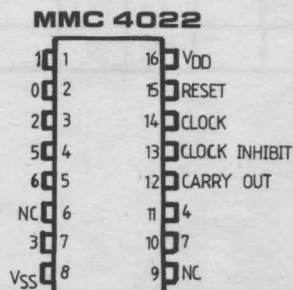 MMC 4022
1 1 16 VDD
0 2 15 RESET
2 3 14 CLOCK
5 4 13 CLOCK INHIBIT
6 5 12 CARRY OUT
NC 6 11 4
3 7 10 7
VSS 8 9 NC